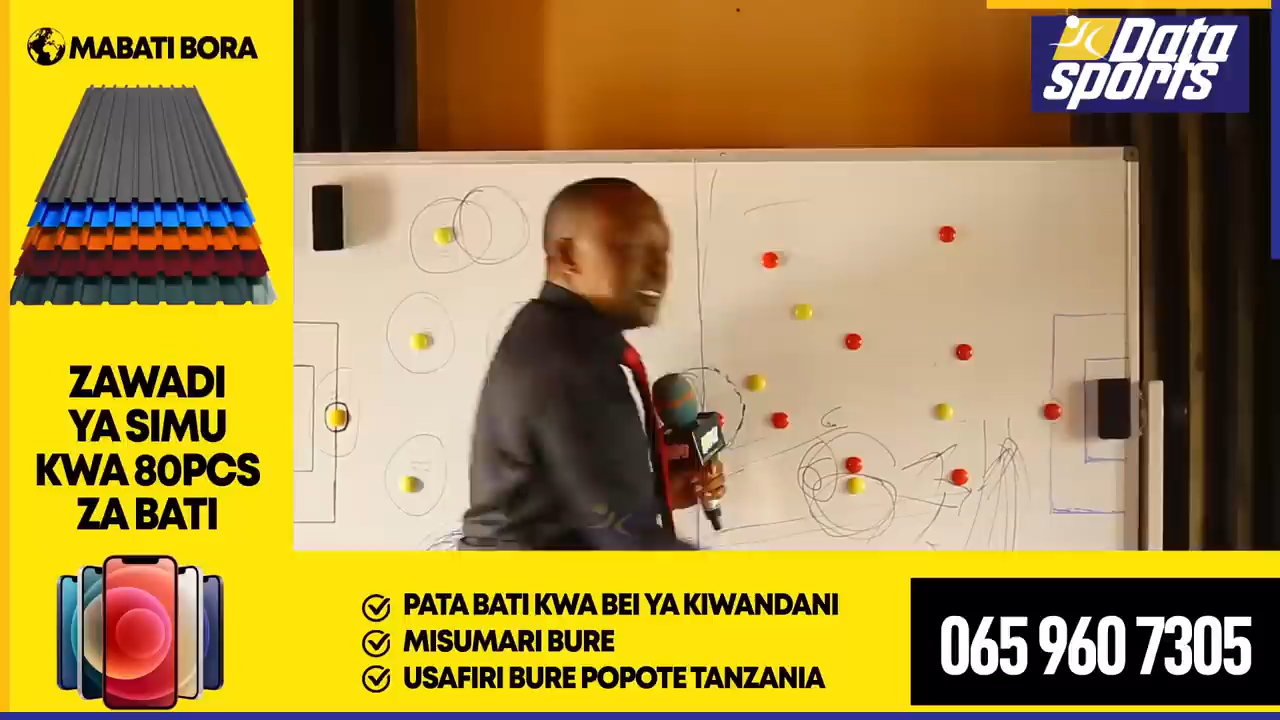 MABATI BORA
Data
sports
ZAWADI
YA SIMU
KWA 80PCS
ZA BATI
PATA BATI KWA BEI YA KIWANDANI
MISUMARI BURE
USAFIRI BURE POPOTE TANZANIA
065 960 7305